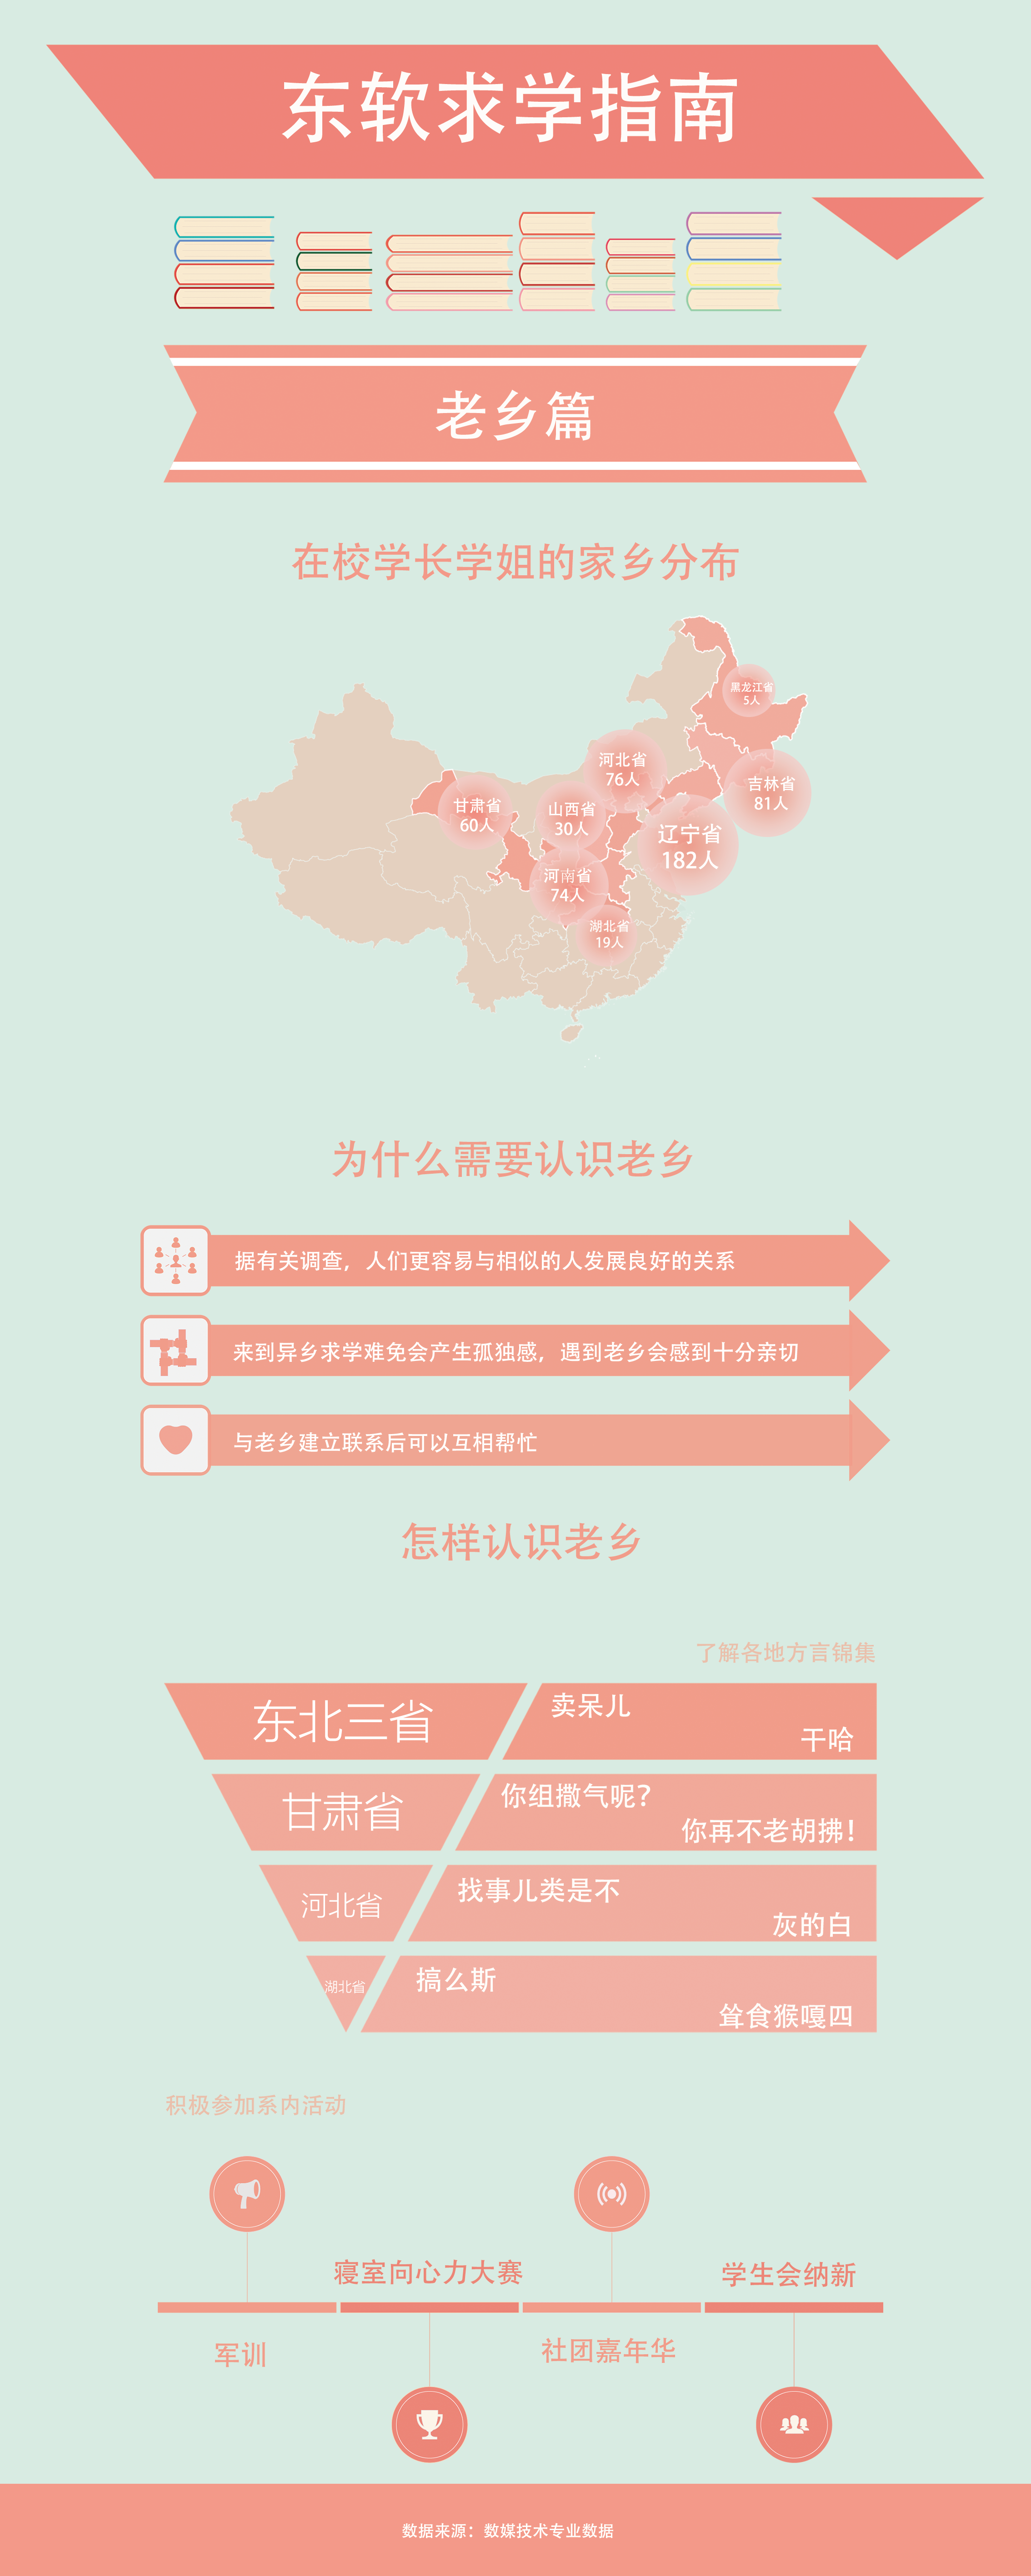 东软求学指南
老乡篇
在校学长学姐的家乡分布
黑龙江省
5人
河北省
76人
吉林省
81人
甘肃省
60人
山西省
30人
辽宁省
182人
河南省
74人
湖北省
19人
为什么需要认识老乡
据有关调查，人们更容易与相似的人发展良好的关系
来到异乡求学难免会产生孤独感，遇到老乡会感到十分亲切
与老乡建立联系后可以互相帮忙
怎样认识老乡
了解各地方言锦集
东北三省
卖呆儿
干哈
甘肃省
你组撒气呢？
你再不老胡拂！
河北省
找事儿类是不
灰的白
湖北省
搞么斯
耸食猴嘎四
积极参加系内活动
寝室向心力大赛
学生会纳新
军训
社团嘉年华
数据来源：数媒技术专业数据